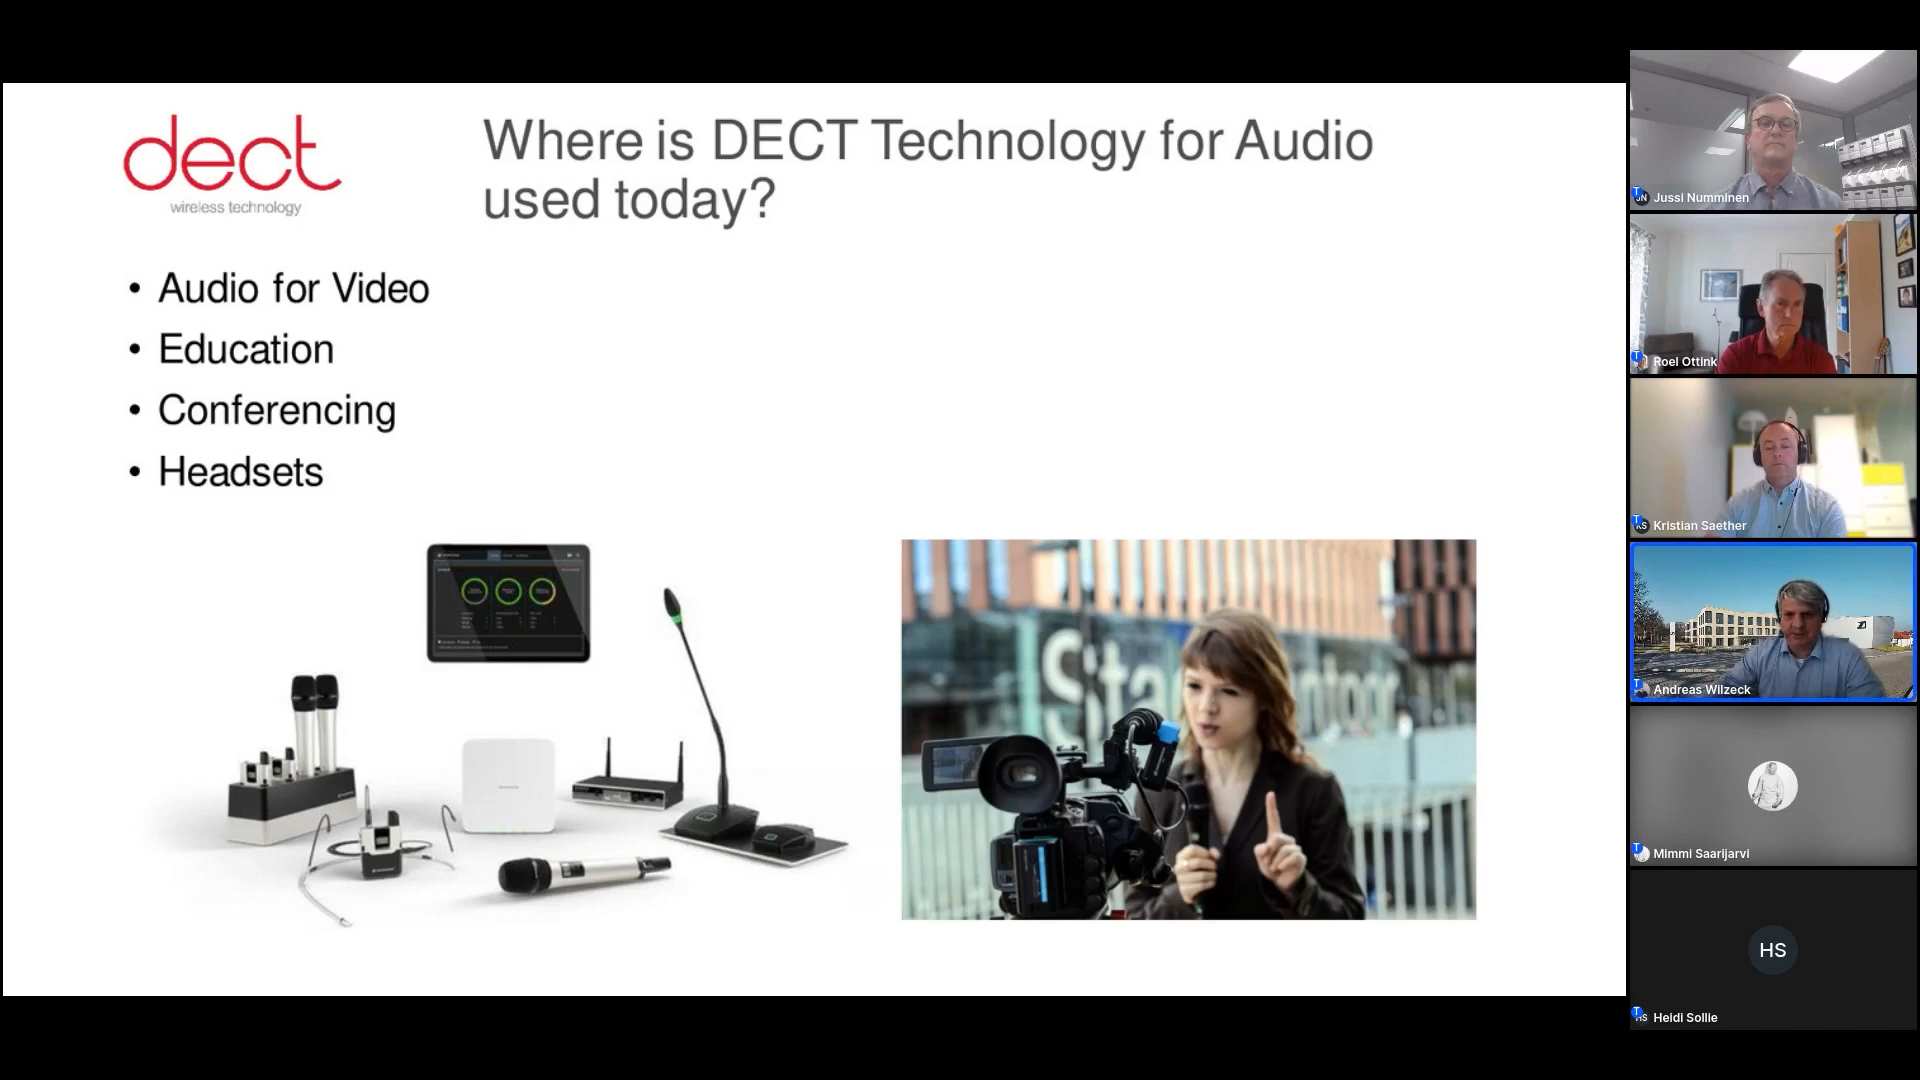 dect
wireless technology
Where is DECT Technology for Audio
used today?
• Audio for Video
• Education
• Conferencing
• Headsets
Sta
Jussi Numminen
Roel Ottink
Kristian Saether
Andreas Wilzeck
Mimmi Saarijarvi
HS
Heidi Sollie